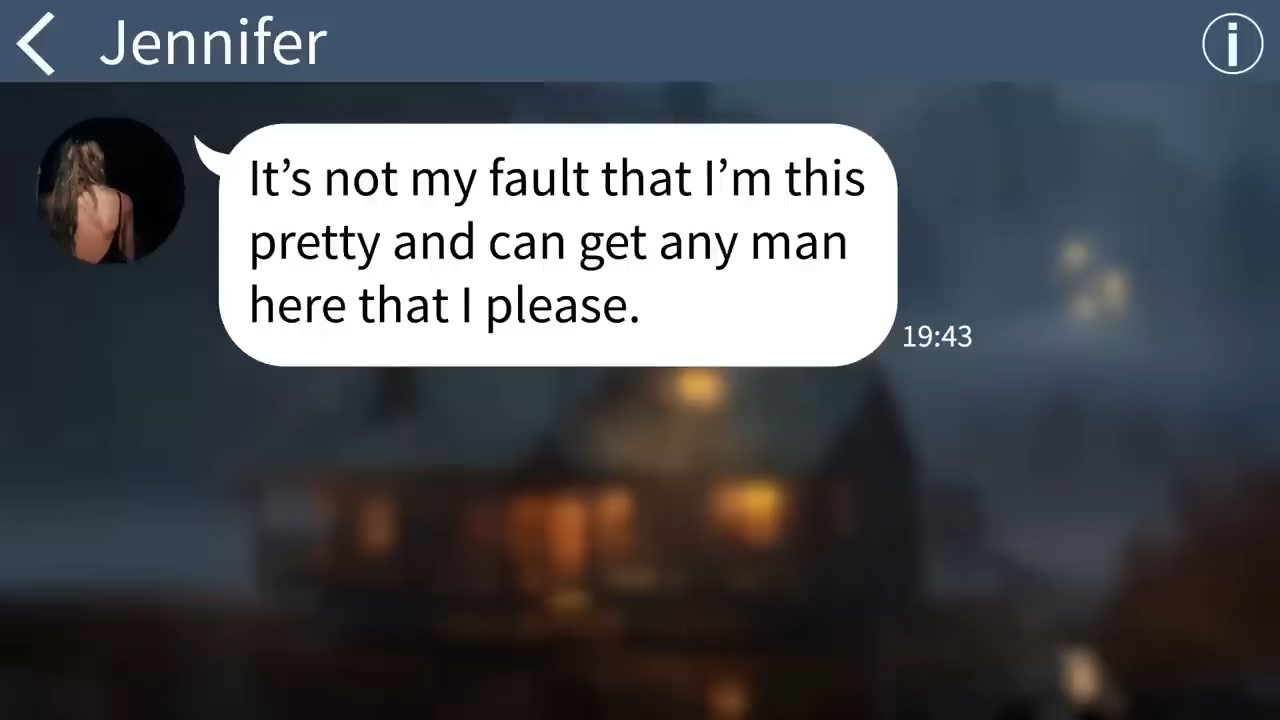 Jennifer
It’s not my fault that I’m this
pretty and can get any man
here that I please.
19:43